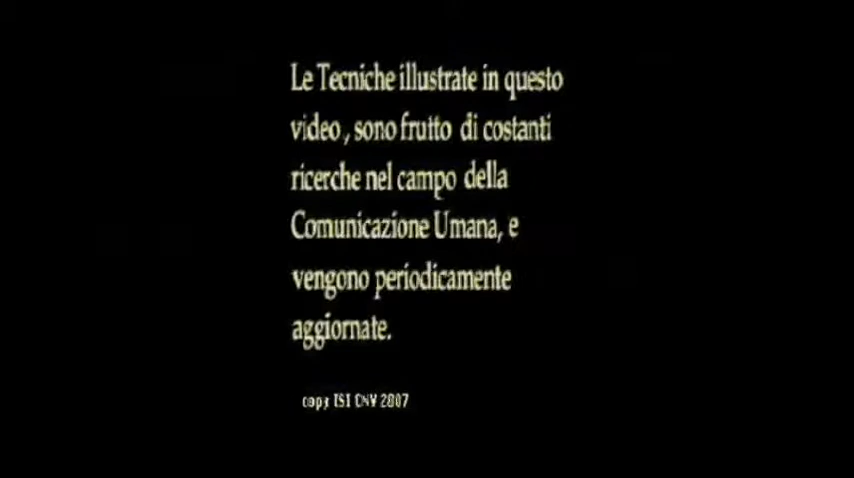 Le Tecniche illustrate in questo
video, sono frutto di costanti
ricerche nel campo della
Comunicazione Umana, e
vengono periodicamente
aggiornate.
copy ISI CNV 2007